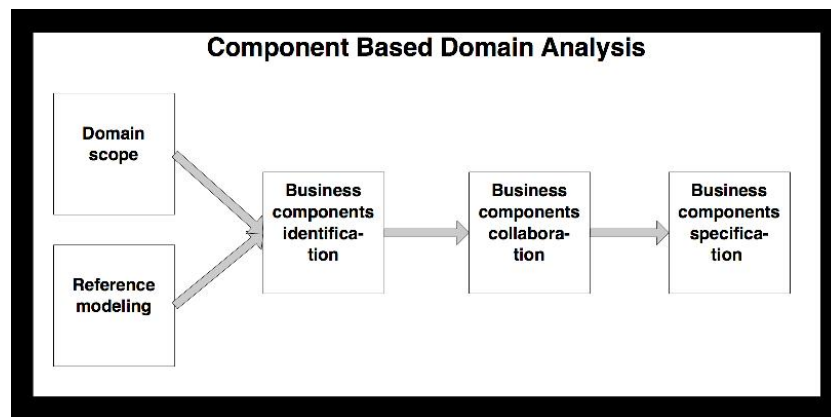 Component Based Domain Analysis
Domain
scope
Reference
modeling
Business
components
identifica-
tion
Business
components
collabora-
tion
Business
components
specifica-
tion